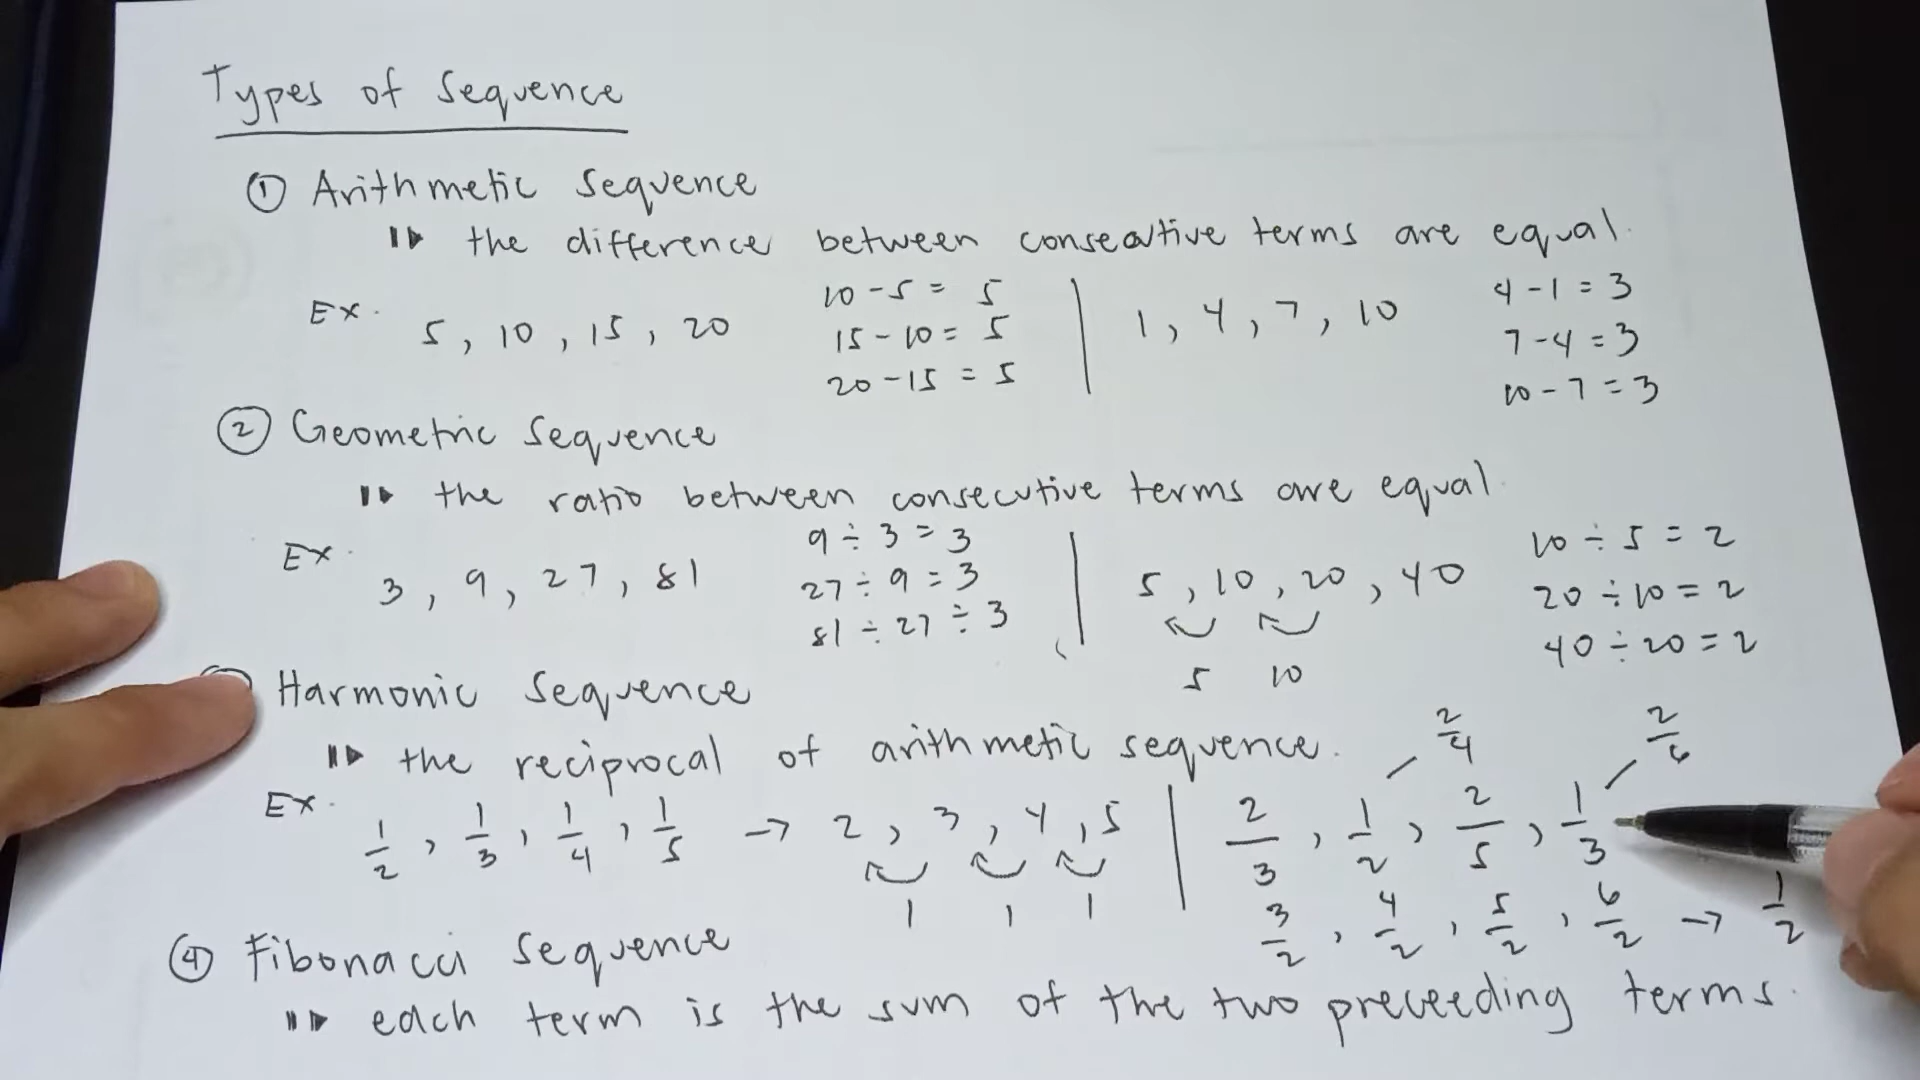 Types of Sequence
① Arithmetic Sequence
the difference between consecutive terms are equal.
Ex. 5, 10, 15, 20
10 - 5 = 5
15 - 10 = 5
20 - 15 = 5
1, 4, 7, 10
4 - 1 = 3
7 - 4 = 3
10 - 7 = 3
② Geometric Sequence
the ratio between consecutive terms are equal.
Ex. 3, 9, 27, 81
9 ÷ 3 = 3
27 ÷ 9 = 3
81 ÷ 27 ÷ 3
5, 10, 20, 40
5 10
10 ÷ 5 = 2
20 ÷ 10 = 2
40 ÷ 20 = 2
Harmonic Sequence
the reciprocal of arithmetic sequence.
Ex. 1/2, 1/3, 1/4, 1/5 → 2, 3, 4, 5
1 1 1
2/4 2/6
2/3, 1/2, 2/5, 1/3
3/2, 4/2, 5/2, 6/2 → 1/2
④ Fibonacci Sequence
each term is the sum of the two preceeding terms.